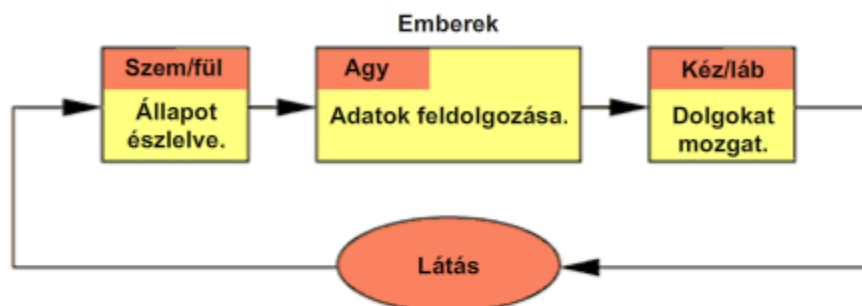 Emberek
Szem/fül
Állapot
észlelve.
Agy
Adatok feldolgozása.
Kéz/láb
Dolgokat
mozgat.
Látás